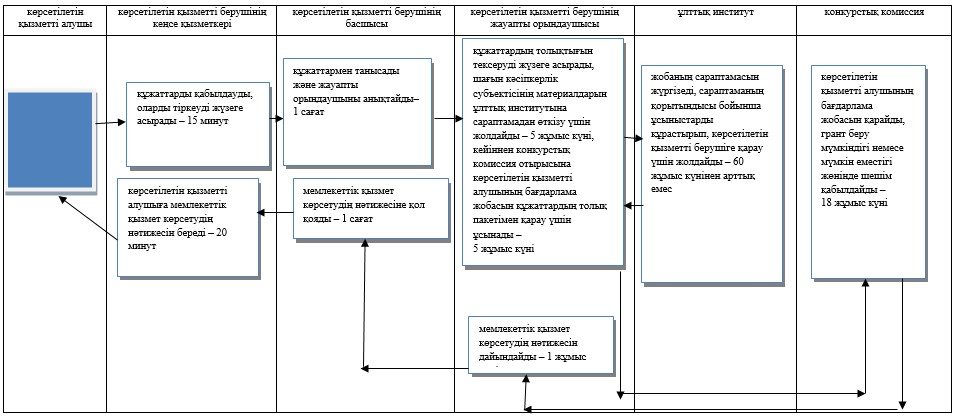 көрсетілетін
қызметті алушы
көрсетілетін қызметті берушінің
кеңсе қызметкері
көрсетілетін қызметті берушінің
басшысы
көрсетілетін қызметті берушінің
жауапты орындаушысы
ұлттық институт
конкурстық комиссия
құжаттарды қабылдауды,
оларды тіркеуді жүзеге
асырады – 15 минут
құжаттармен танысады
және жауапты
орындаушыны анықтайды–
1 сағат
құжаттардың толықтығын
тексеруді жүзеге асырады,
шағын кәсіпкерлік
субъектісінің материалдарын
ұлттық институтына
сараптамадан өткізу үшін
жолдайды – 5 жұмыс күні,
кейіннен конкурстық
комиссия отырысына
көрсетілетін қызметті
алушының бағдарлама
жобасын құжаттардың толық
пакетімен қарау үшін
ұсынады –
5 жұмыс күні
жобаның сараптамасын
жүргізеді, сараптаманың
қорытындысы бойынша
ұсыныстарды
құрастырып, көрсетілетін
қызметті берушіге қарау
үшін жолдайды – 60
жұмыс күнінен арттық
емес
көрсетілетін
қызметті алушының
бағдарлама
жобасын қарайды,
грант беру
мүмкіндігі немесе
мүмкін еместігі
жөнінде шешім
қабылдайды –
18 жұмыс күні
көрсетілетін қызметті
алушыға мемлекеттік
қызмет көрсетудің
нәтижесін береді – 20
минут
мемлекеттік қызмет
көрсетудің нәтижесіне қол
қояды – 1 сағат
мемлекеттік қызмет
көрсетудің нәтижесін
дайындайды – 1 жұмыс